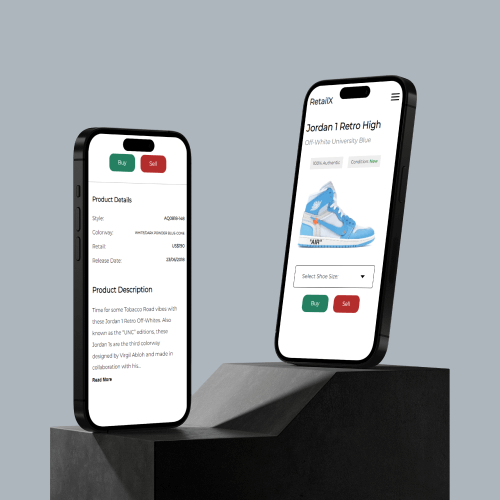 Buy Sell
Product Details
Style: AQ0818-148
Colorway:
Retail: US$190
Release Date: 23/06/2018
Product Description
Time for some Tobacco Road vibes with
these Jordan 1 Retro Off-Whites. Also
known as the "UNC" editions, these
Jordan 1s are the third colorway
designed by Virgil Abloh and made in
collaboration with his...
Read More
RetailX
Jordan 1 Retro High
Off-White University Blue
100% Authentic Condition: New
"AIR"
Select Shoe Size:
Buy Sell